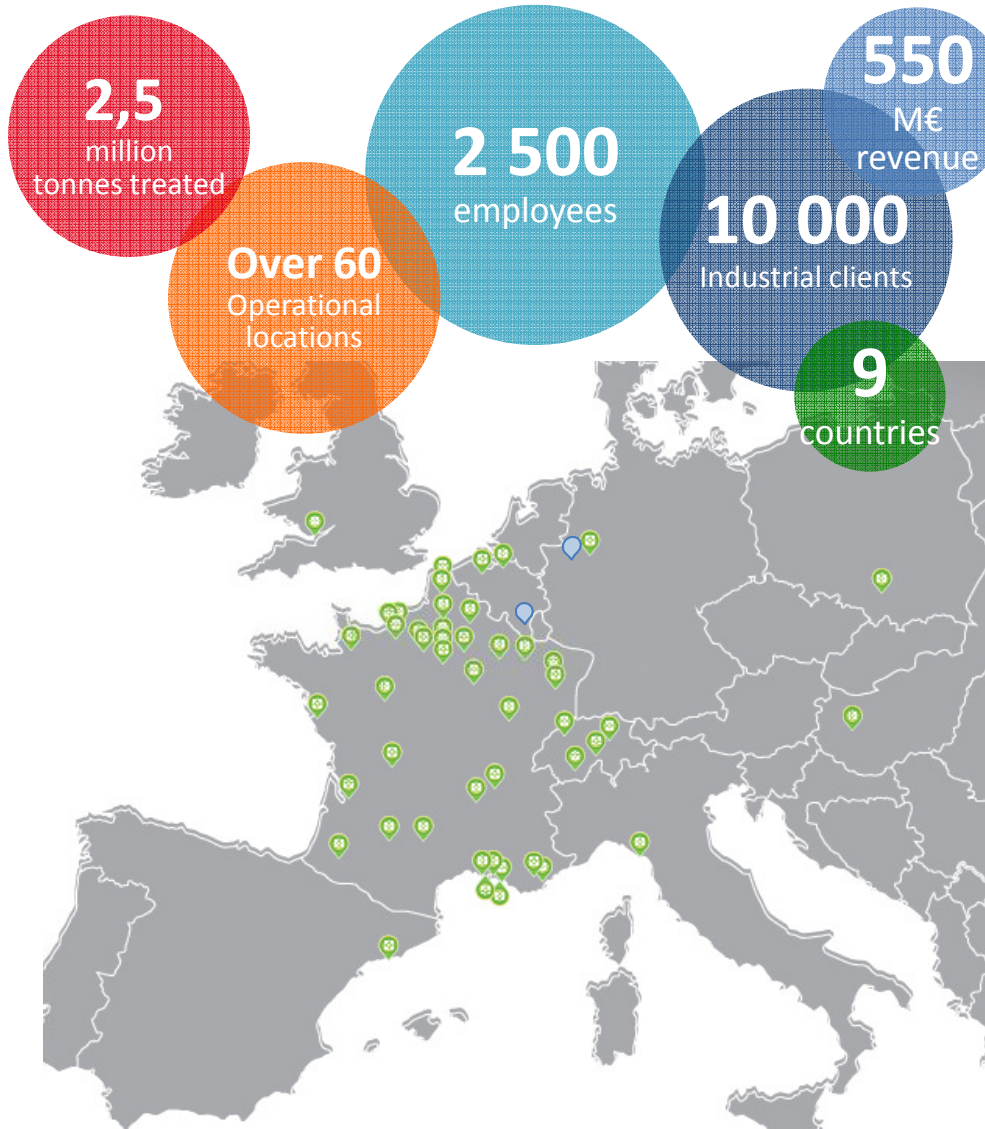 2,5
million
tonnes treated
Over 60
Operational
locations
2 500
employees
550
M€
revenue
10 000
Industrial clients
9
countries